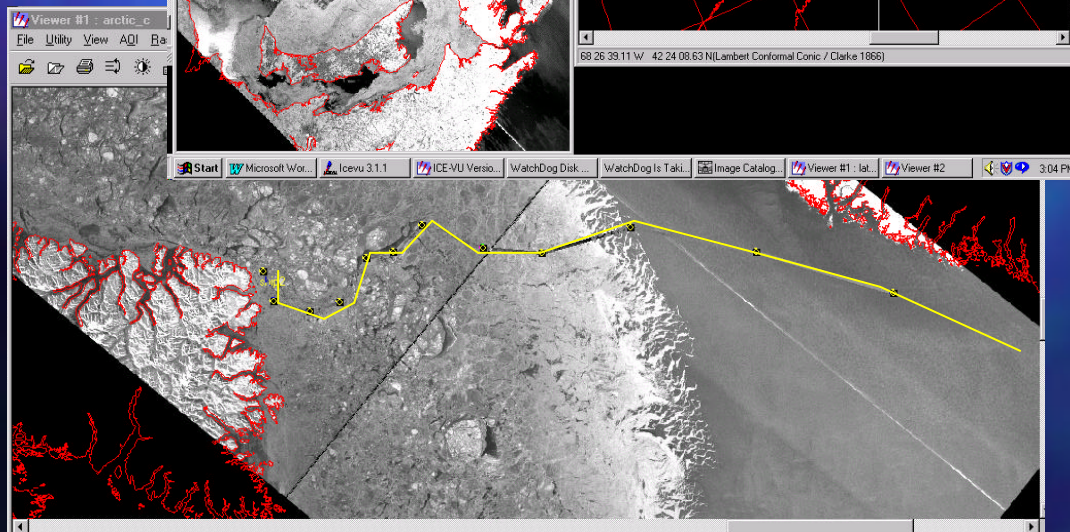 Viewer #1 : arctic_c
File Utility View AOI Ras
68 26 39.11 W 42 24 08.63 N(Lambert Conformal Conic / Clarke 1866)
Start Microsoft Wor... Icevu 3.1.1 ICE-VU Versio... WatchDog Disk ... WatchDog Is Taki... Image Catalog... Viewer #1 : lat... Viewer #2 3:04 PM